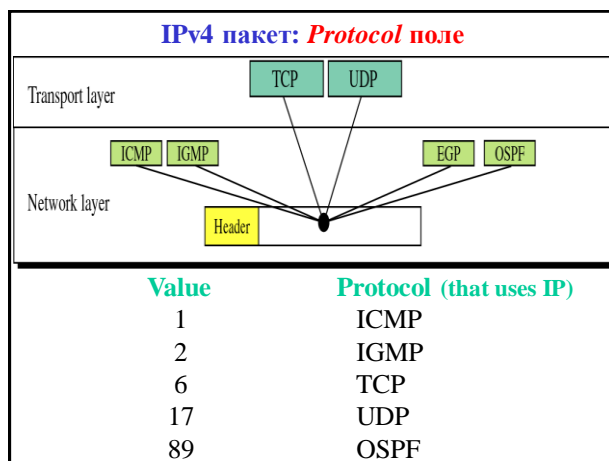 IPv4 пакет: Protocol поле
TCP UDP
Transport layer
ICMP IGMP EGP OSPF
Network layer
Header
Value Protocol (that uses IP)
1 ICMP
2 IGMP
6 TCP
17 UDP
89 OSPF